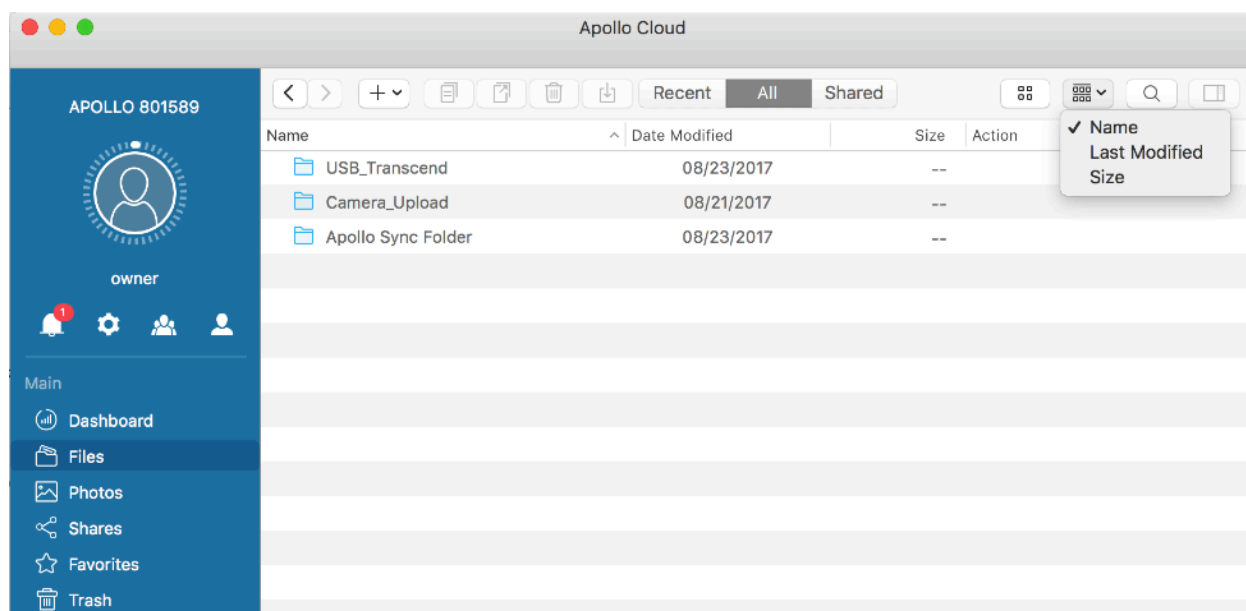 Apollo Cloud
APOLLO 801589
owner
1
Main
Dashboard
Files
Photos
Shares
Favorites
Trash
Recent All Shared
Name Date Modified Size Action
USB_Transcend 08/23/2017 --
Camera_Upload 08/21/2017 --
Apollo Sync Folder 08/23/2017 --
✓ Name
Last Modified
Size